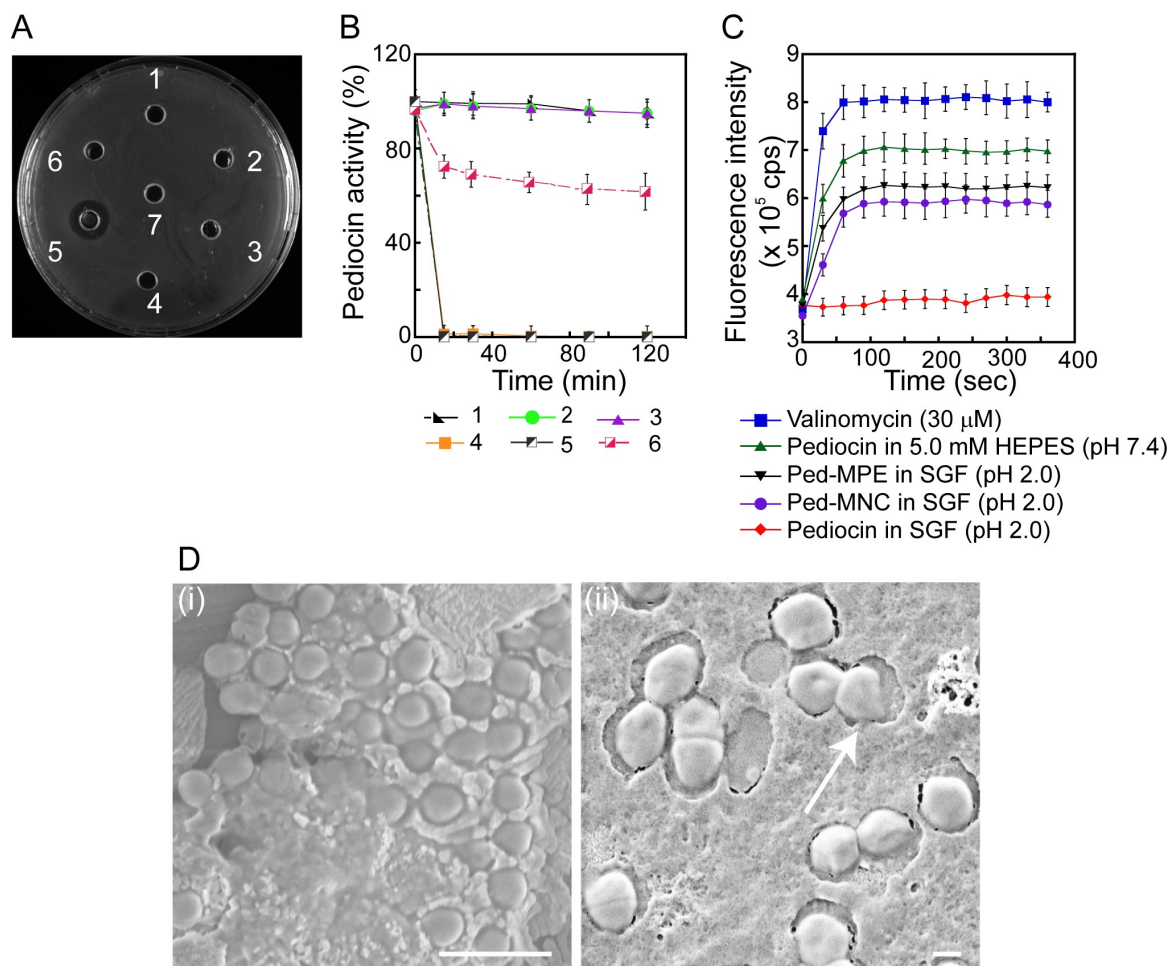 A
1
2
3
4
5
6
7
B
Pediocin activity (%)
120
80
40
0
0 40 80 120
Time (min)
1 2 3
4 5 6
C
Fluorescence intensity
(x 10⁵ cps)
9
8
7
6
5
4
3
0 100 200 300 400
Time (sec)
Valinomycin (30 μM)
Pediocin in 5.0 mM HEPES (pH 7.4)
Ped-MPE in SGF (pH 2.0)
Ped-MNC in SGF (pH 2.0)
Pediocin in SGF (pH 2.0)
D
(i)
(ii)